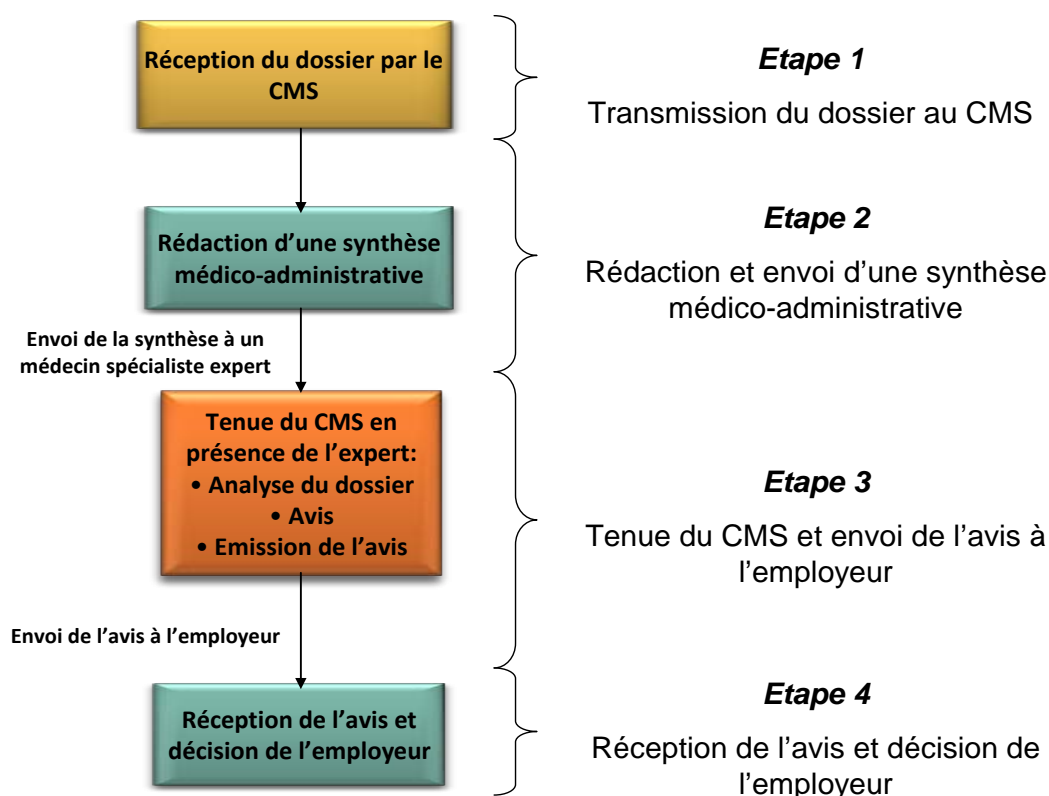 Réception du dossier par le
CMS
Etape 1
Transmission du dossier au CMS
Rédaction d’une synthèse
médico-administrative
Etape 2
Rédaction et envoi d’une synthèse
médico-administrative
Envoi de la synthèse à un
médecin spécialiste expert
Tenue du CMS en
présence de l’expert:
• Analyse du dossier
• Avis
• Emission de l’avis
Etape 3
Tenue du CMS et envoi de l’avis à
l’employeur
Envoi de l’avis à l’employeur
Réception de l’avis et
décision de l’employeur
Etape 4
Réception de l’avis et décision de
l’employeur